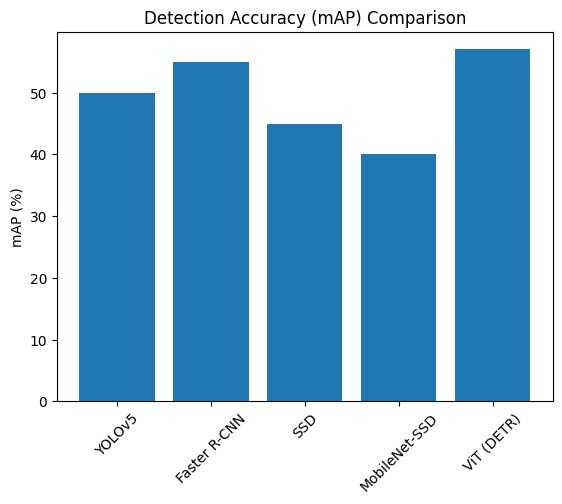 Detection Accuracy (mAP) Comparison
mAP (%)
50
40
30
20
10
0
YOLOv5
Faster R-CNN
SSD
MobileNet-SSD
ViT (DETR)